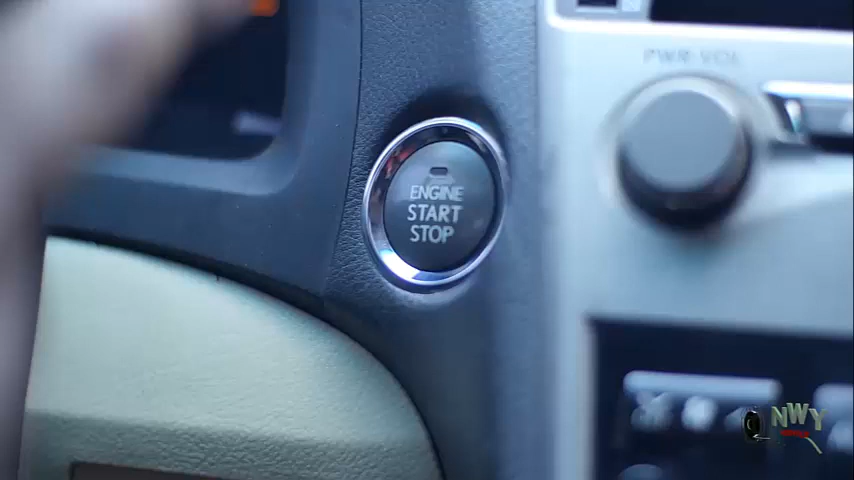 PWR·VOL
ENGINE
START
STOP
NWY